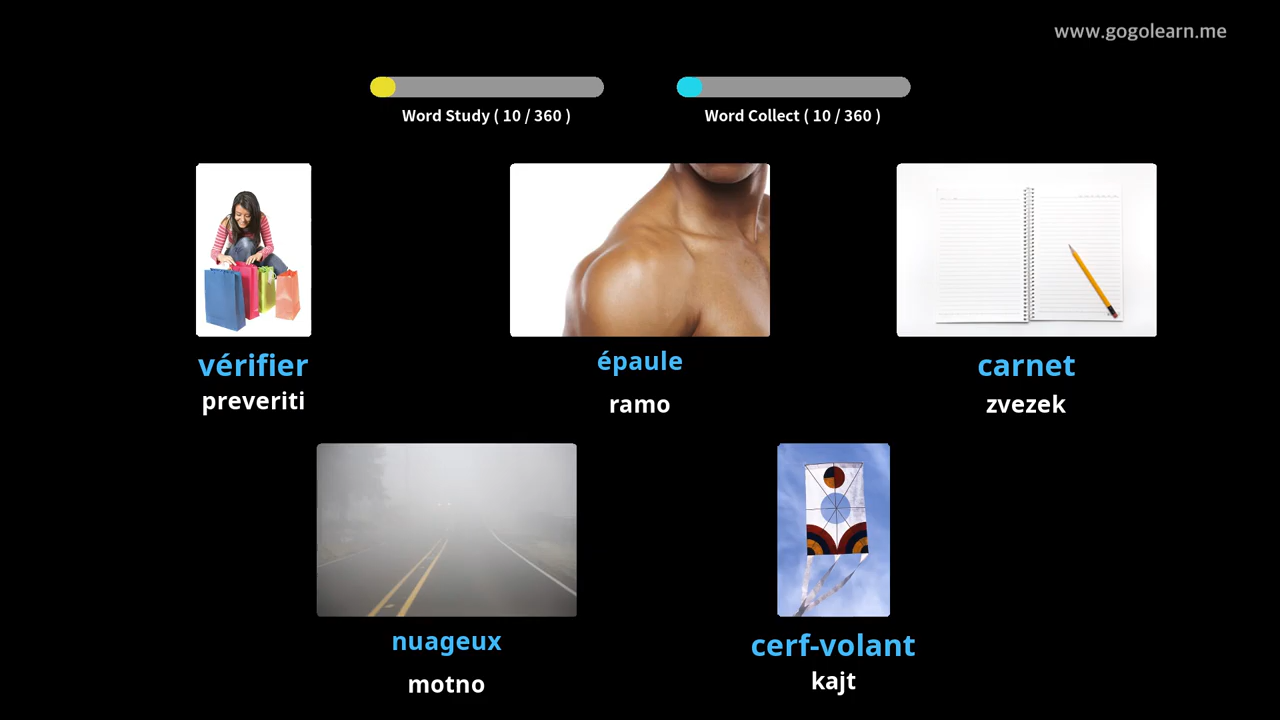 www.gogolearn.me
Word Study ( 10 / 360 )
Word Collect ( 10 / 360 )
vérifier
preveriti
épaule
ramo
carnet
zvezek
nuageux
motno
cerf-volant
kajt